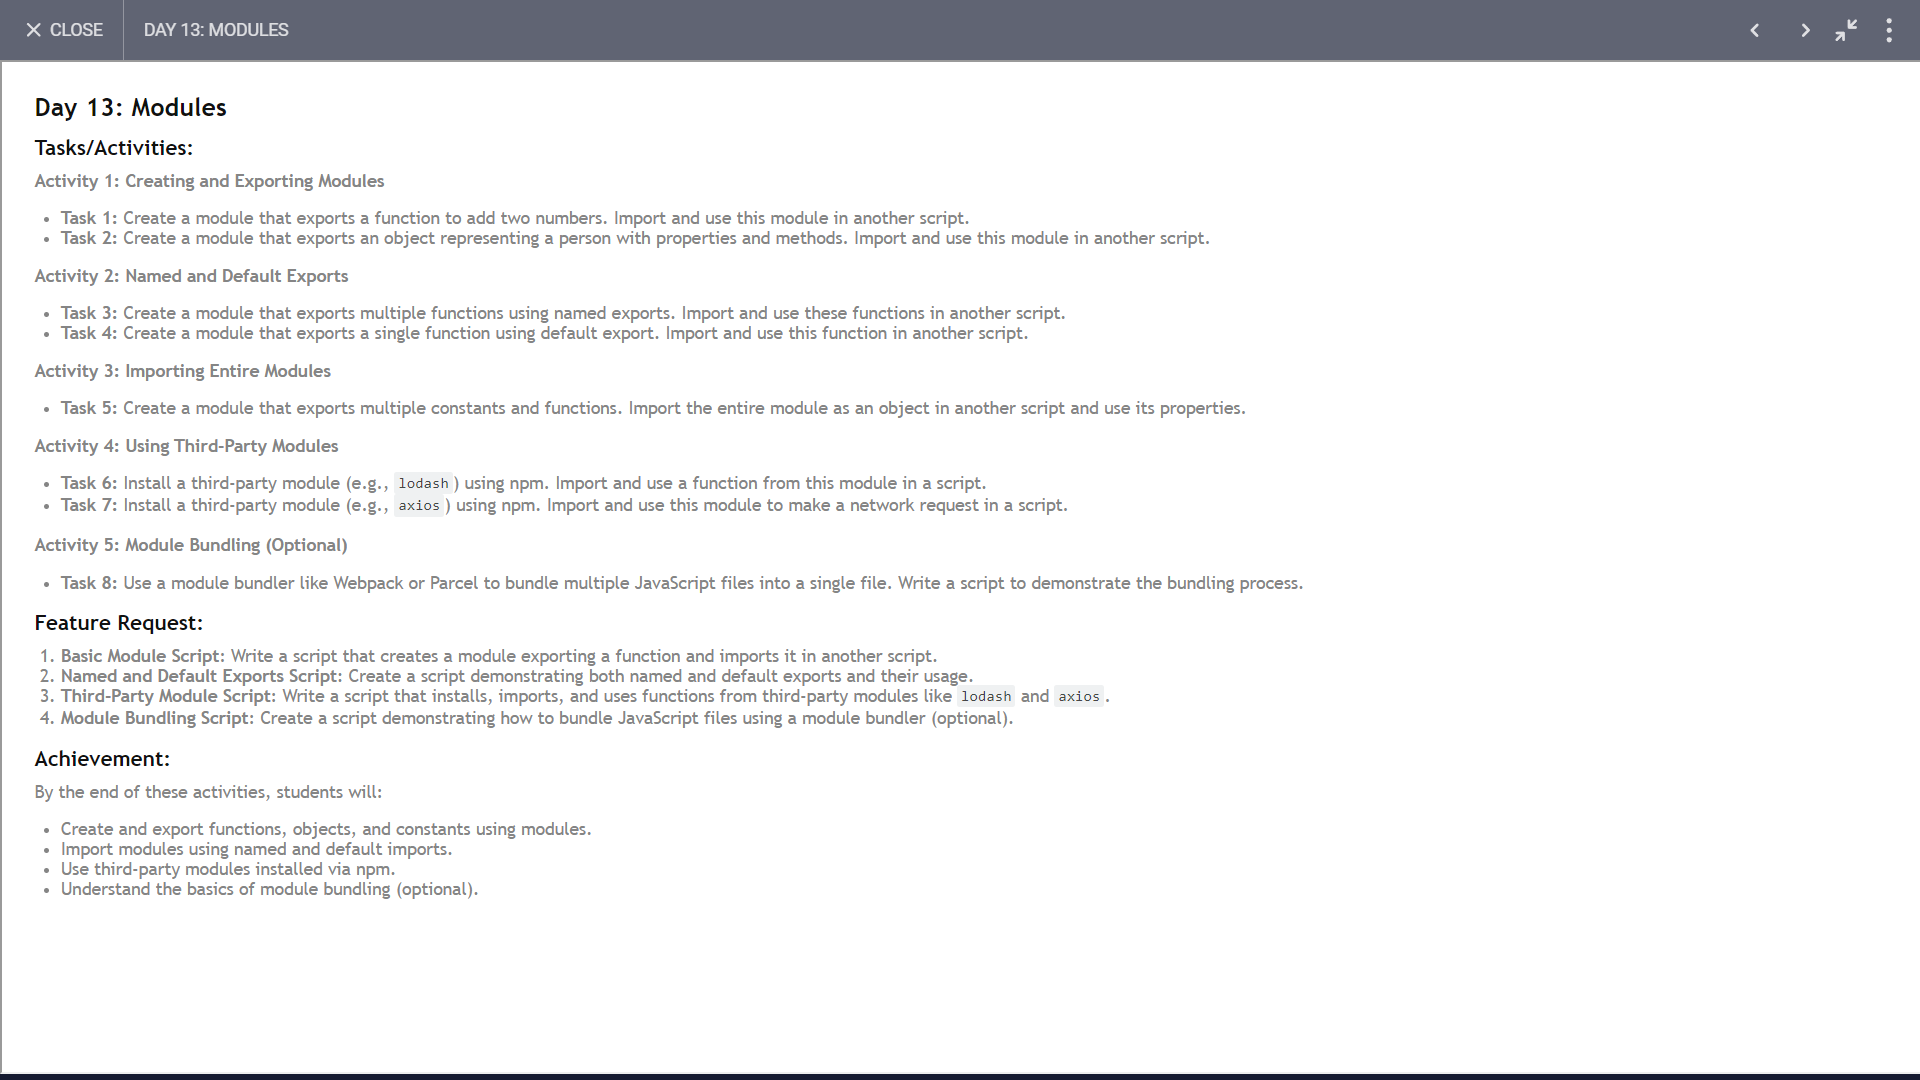 CLOSE
DAY 13: MODULES
Day 13: Modules
Tasks/Activities:
Activity 1: Creating and Exporting Modules
• Task 1: Create a module that exports a function to add two numbers. Import and use this module in another script.
• Task 2: Create a module that exports an object representing a person with properties and methods. Import and use this module in another script.
Activity 2: Named and Default Exports
• Task 3: Create a module that exports multiple functions using named exports. Import and use these functions in another script.
• Task 4: Create a module that exports a single function using default export. Import and use this function in another script.
Activity 3: Importing Entire Modules
• Task 5: Create a module that exports multiple constants and functions. Import the entire module as an object in another script and use its properties.
Activity 4: Using Third-Party Modules
• Task 6: Install a third-party module (e.g., lodash) using npm. Import and use a function from this module in a script.
• Task 7: Install a third-party module (e.g., axios) using npm. Import and use this module to make a network request in a script.
Activity 5: Module Bundling (Optional)
• Task 8: Use a module bundler like Webpack or Parcel to bundle multiple JavaScript files into a single file. Write a script to demonstrate the bundling process.
Feature Request:
1. Basic Module Script: Write a script that creates a module exporting a function and imports it in another script.
2. Named and Default Exports Script: Create a script demonstrating both named and default exports and their usage.
3. Third-Party Module Script: Write a script that installs, imports, and uses functions from third-party modules like lodash and axios.
4. Module Bundling Script: Create a script demonstrating how to bundle JavaScript files using a module bundler (optional).
Achievement:
By the end of these activities, students will:
• Create and export functions, objects, and constants using modules.
• Import modules using named and default imports.
• Use third-party modules installed via npm.
• Understand the basics of module bundling (optional).